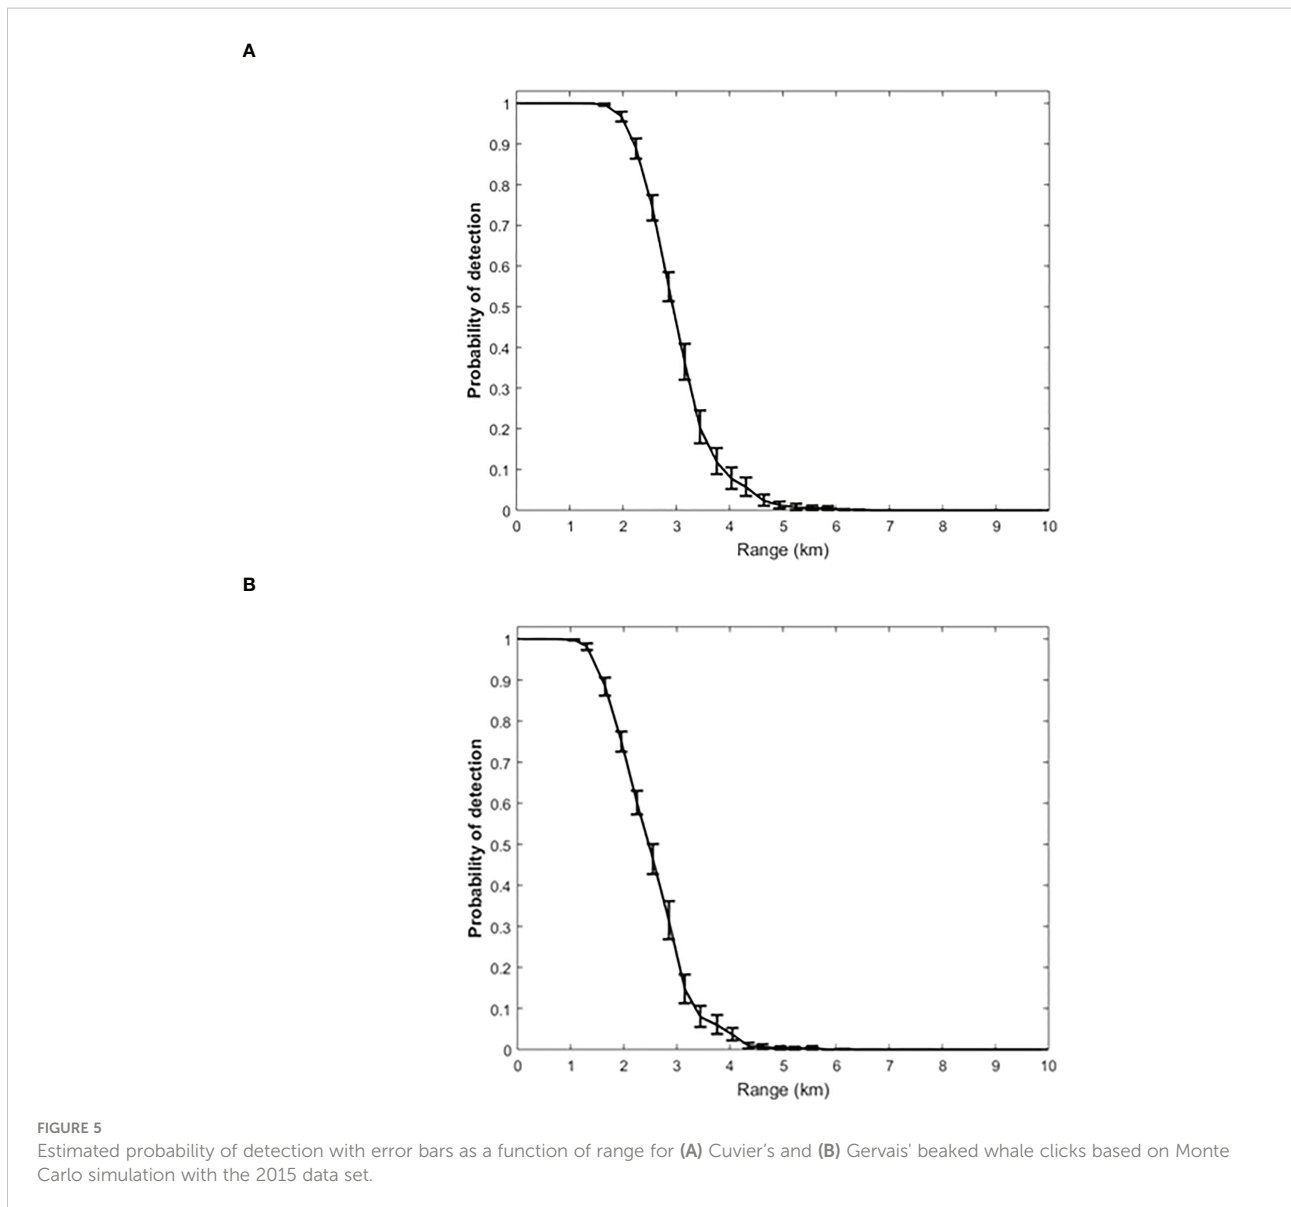 A
1
0.9
0.8
0.7
0.6
0.5
0.4
0.3
0.2
0.1
0
Probability of detection
0 1 2 3 4 5 6 7 8 9 10
Range (km)
B
1
0.9
0.8
0.7
0.6
0.5
0.4
0.3
0.2
0.1
0
Probability of detection
0 1 2 3 4 5 6 7 8 9 10
Range (km)
FIGURE 5
Estimated probability of detection with error bars as a function of range for (A) Cuvier's and (B) Gervais' beaked whale clicks based on Monte
Carlo simulation with the 2015 data set.